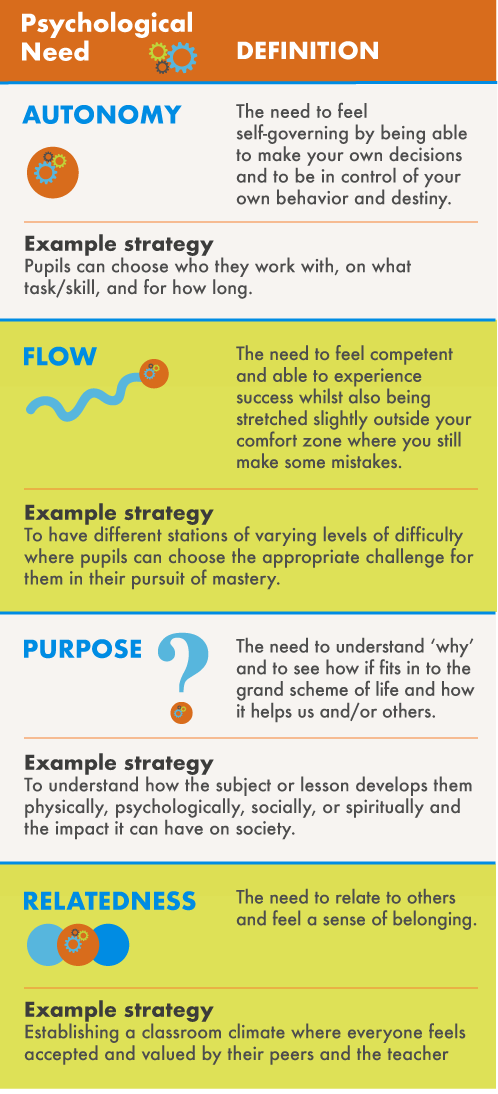 Psychological
Need
DEFINITION
AUTONOMY
The need to feel
self-governing by being able
to make your own decisions
and to be in control of your
own behavior and destiny.
Example strategy
Pupils can choose who they work with, on what
task/skill, and for how long.
FLOW
The need to feel competent
and able to experience
success whilst also being
stretched slightly outside your
comfort zone where you still
make some mistakes.
Example strategy
To have different stations of varying levels of difficulty
where pupils can choose the appropriate challenge for
them in their pursuit of mastery.
PURPOSE
?
The need to understand ‘why’
and to see how if fits in to the
grand scheme of life and how
it helps us and/or others.
Example strategy
To understand how the subject or lesson develops them
physically, psychologically, socially, or spiritually and
the impact it can have on society.
RELATEDNESS
The need to relate to others
and feel a sense of belonging.
Example strategy
Establishing a classroom climate where everyone feels
accepted and valued by their peers and the teacher